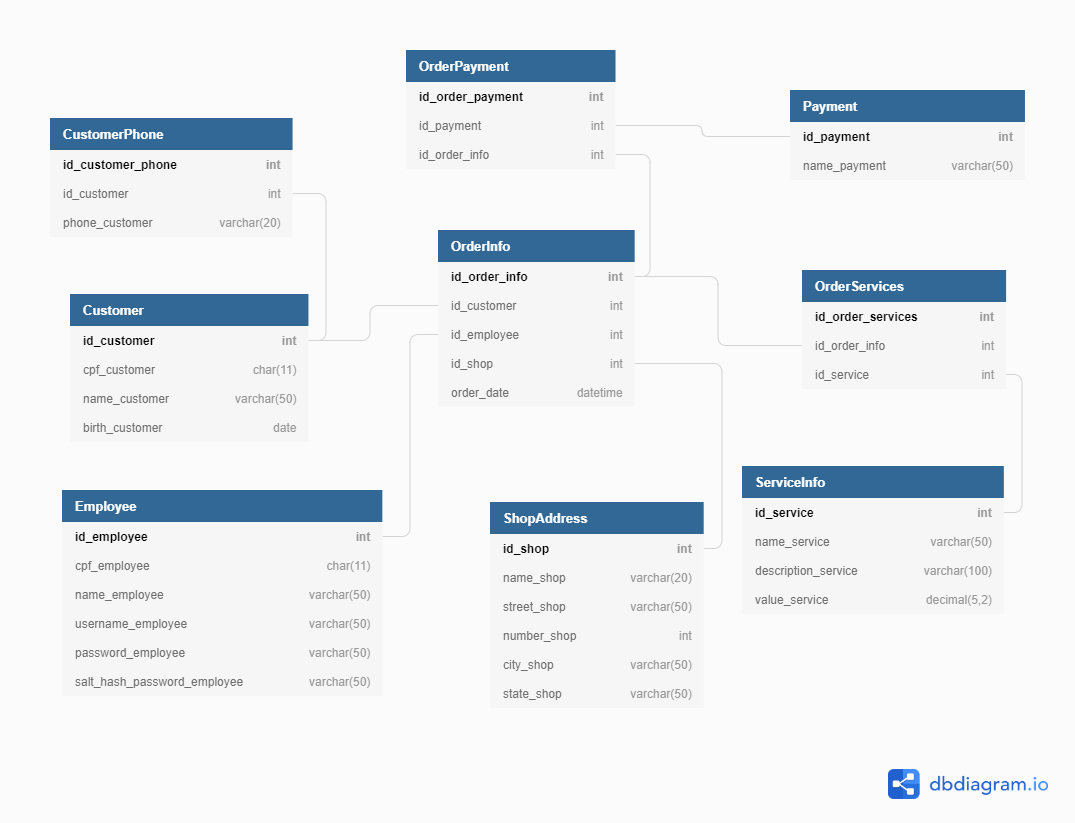 OrderPayment
id_order_payment int
id_payment int
id_order_info int
Payment
id_payment int
name_payment varchar(50)
CustomerPhone
id_customer_phone int
id_customer int
phone_customer varchar(20)
OrderInfo
id_order_info int
id_customer int
id_employee int
id_shop int
order_date datetime
OrderServices
id_order_services int
id_order_info int
id_service int
Customer
id_customer int
cpf_customer char(11)
name_customer varchar(50)
birth_customer date
Employee
id_employee int
cpf_employee char(11)
name_employee varchar(50)
username_employee varchar(50)
password_employee varchar(50)
salt_hash_password_employee varchar(50)
ShopAddress
id_shop int
name_shop varchar(20)
street_shop varchar(50)
number_shop int
city_shop varchar(50)
state_shop varchar(50)
ServiceInfo
id_service int
name_service varchar(50)
description_service varchar(100)
value_service decimal(5,2)
dbdiagram.io